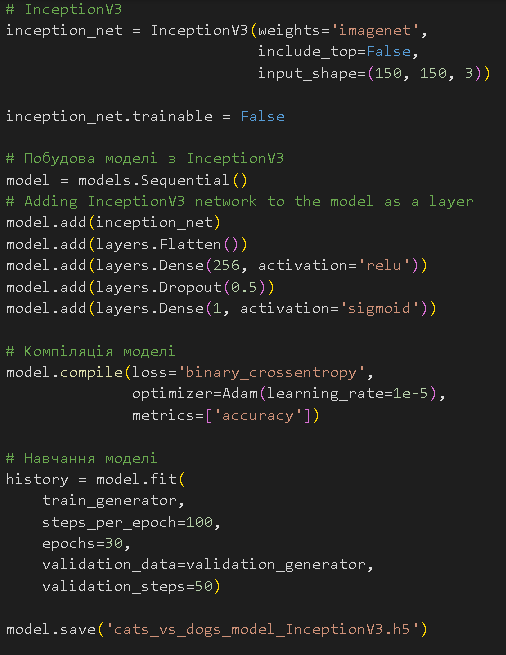 # InceptionV3
inception_net = InceptionV3(weights='imagenet',
                            include_top=False,
                            input_shape=(150, 150, 3))

inception_net.trainable = False

# Побудова моделі з InceptionV3
model = models.Sequential()
# Adding InceptionV3 network to the model as a layer
model.add(inception_net)
model.add(layers.Flatten())
model.add(layers.Dense(256, activation='relu'))
model.add(layers.Dropout(0.5))
model.add(layers.Dense(1, activation='sigmoid'))

# Компіляція моделі
model.compile(loss='binary_crossentropy',
              optimizer=Adam(learning_rate=1e-5),
              metrics=['accuracy'])

# Навчання моделі
history = model.fit(
    train_generator,
    steps_per_epoch=100,
    epochs=30,
    validation_data=validation_generator,
    validation_steps=50)

model.save('cats_vs_dogs_model_InceptionV3.h5')